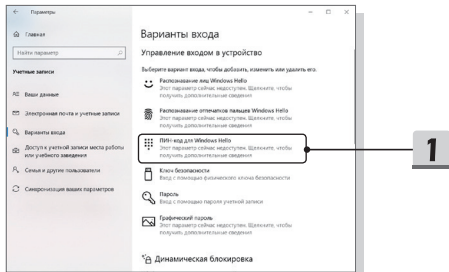 Параметры
Главная
Найти параметр
Учетные записи
Ваши данные
Электронная почта и учетные записи
Варианты входа
Доступ к учетной записи места работы
или учебного заведения
Семья и другие пользователи
Синхронизация ваших параметров
Варианты входа
Управление входом в устройство
Выберите вариант входа, чтобы добавить, изменить или удалить его.
Распознавание лиц Windows Hello
Этот параметр сейчас недоступен. Щелкните, чтобы
получить дополнительные сведения
Распознавание отпечатков пальцев Windows Hello
Этот параметр сейчас недоступен. Щелкните, чтобы
получить дополнительные сведения
ПИН-код для Windows Hello
Этот параметр сейчас недоступен. Щелкните, чтобы
получить дополнительные сведения
Ключ безопасности
Вход с помощью физического ключа безопасности
Пароль
Вход с помощью пароля учетной записи
Графический пароль
Этот параметр сейчас недоступен. Щелкните, чтобы
получить дополнительные сведения
Динамическая блокировка
1